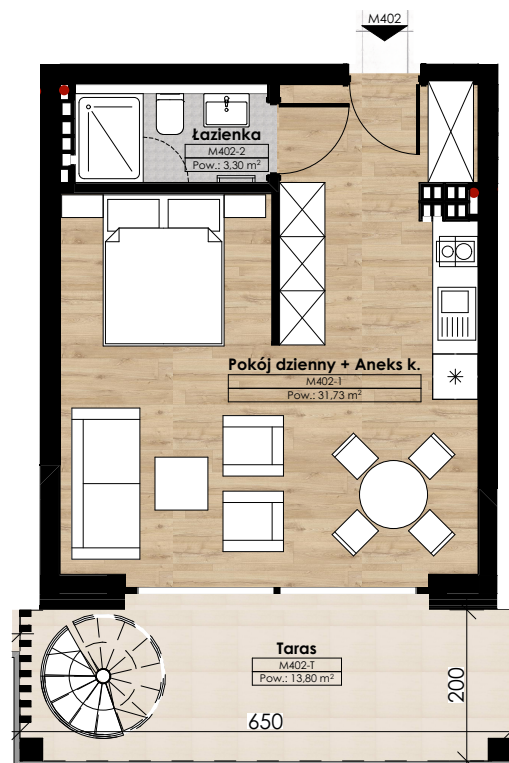 M402
Łazienka
M402-2
Pow.: 3,30 m²
Pokój dzienny + Aneks k.
M402-1
Pow.: 31,73 m²
Taras
M402-T
Pow.: 13,80 m²
200
650